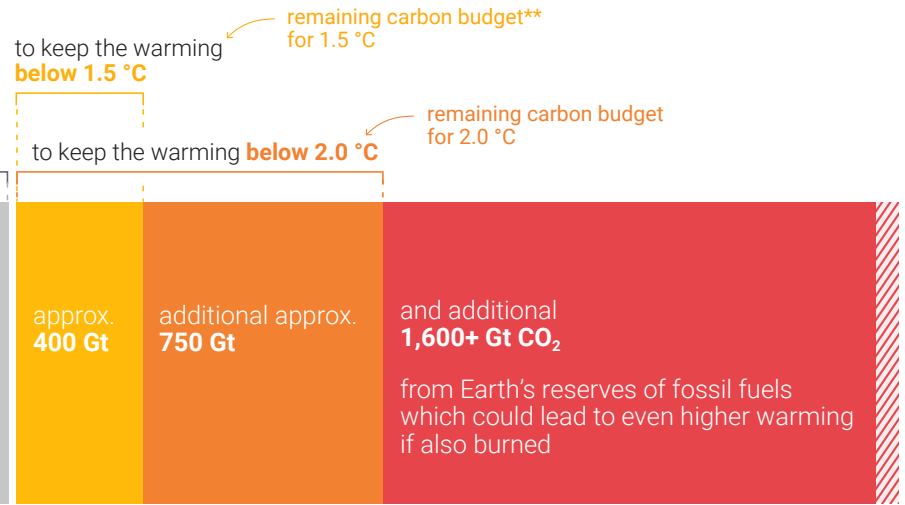 remaining carbon budget**
for 1.5 °C
to keep the warming
below 1.5 °C
remaining carbon budget
for 2.0 °C
to keep the warming below 2.0 °C
approx.
400 Gt
additional approx.
750 Gt
and additional
1,600+ Gt CO₂
from Earth’s reserves of fossil fuels
which could lead to even higher warming
if also burned